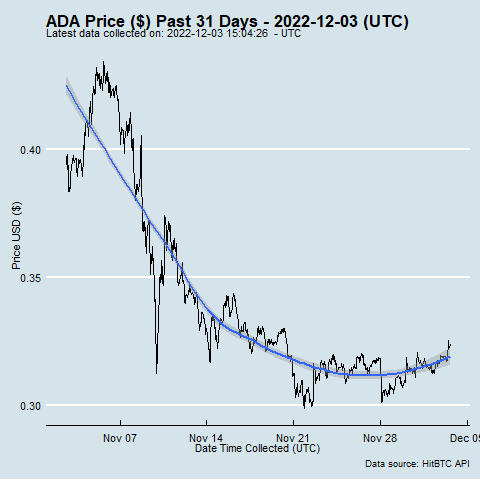 ADA Price ($) Past 31 Days - 2022-12-03 (UTC)
Latest data collected on: 2022-12-03 15:04:26  - UTC
Price USD ($)
0.40
0.35
0.30
Nov 07 Nov 14 Nov 21 Nov 28 Dec 05
Date Time Collected (UTC)
Data source: HitBTC API